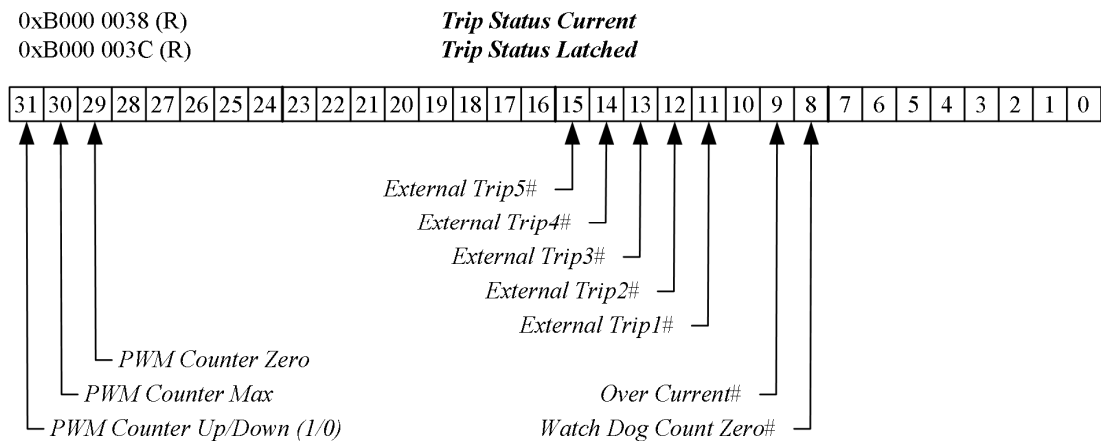 0xB000 0038 (R) Trip Status Current
0xB000 003C (R) Trip Status Latched
31 30 29 28 27 26 25 24 23 22 21 20 19 18 17 16 15 14 13 12 11 10 9 8 7 6 5 4 3 2 1 0
External Trip5#
External Trip4#
External Trip3#
External Trip2#
External Trip1#
PWM Counter Zero
PWM Counter Max Over Current#
PWM Counter Up/Down (1/0) Watch Dog Count Zero#